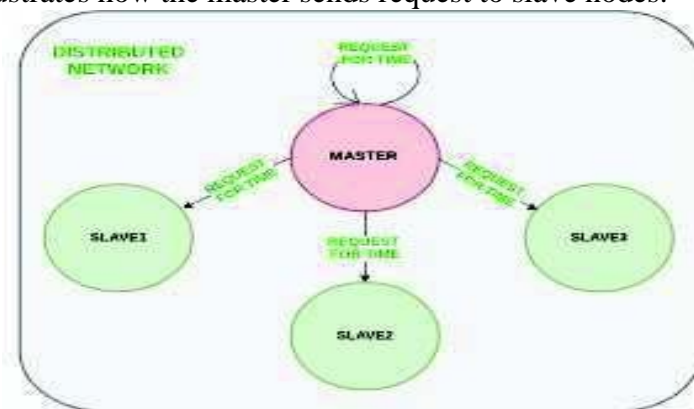 how the master sends request to slave nodes.
DISTRIBUTED
NETWORK
REQUEST
FOR TIME
MASTER
REQUEST
FOR TIME
REQUEST
FOR TIME
SLAVE1
REQUEST
FOR TIME
SLAVE3
SLAVE2